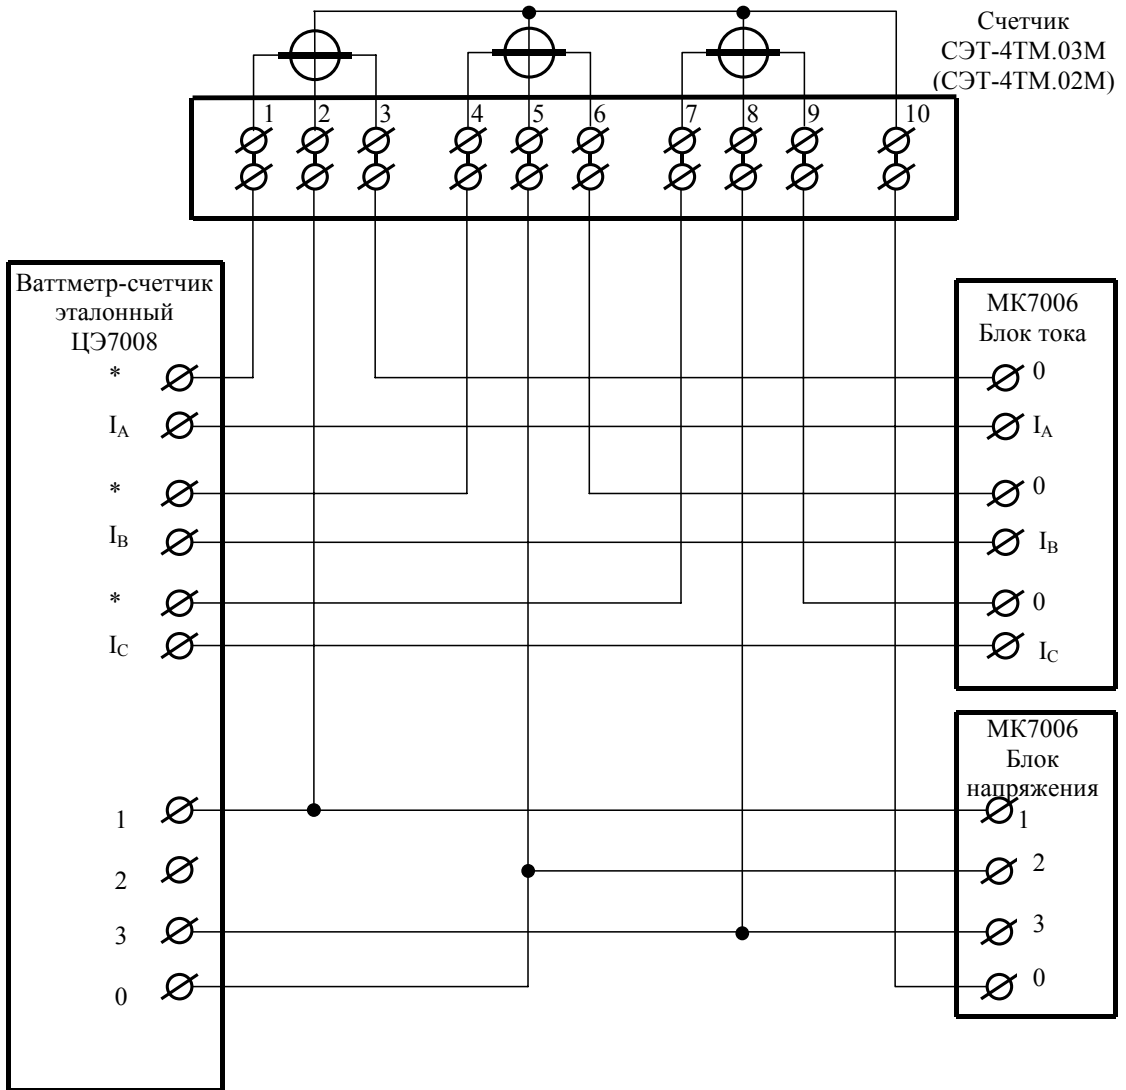 Счетчик
СЭТ-4ТМ.03М
(СЭТ-4ТМ.02М)
1 2 3 4 5 6 7 8 9 10
Ваттметр-счетчик
эталонный
ЦЭ7008
*
IA
*
IB
*
IC
1
2
3
0
МК7006
Блок тока
0
IA
0
IB
0
IC
МК7006
Блок
напряжения
1
2
3
0